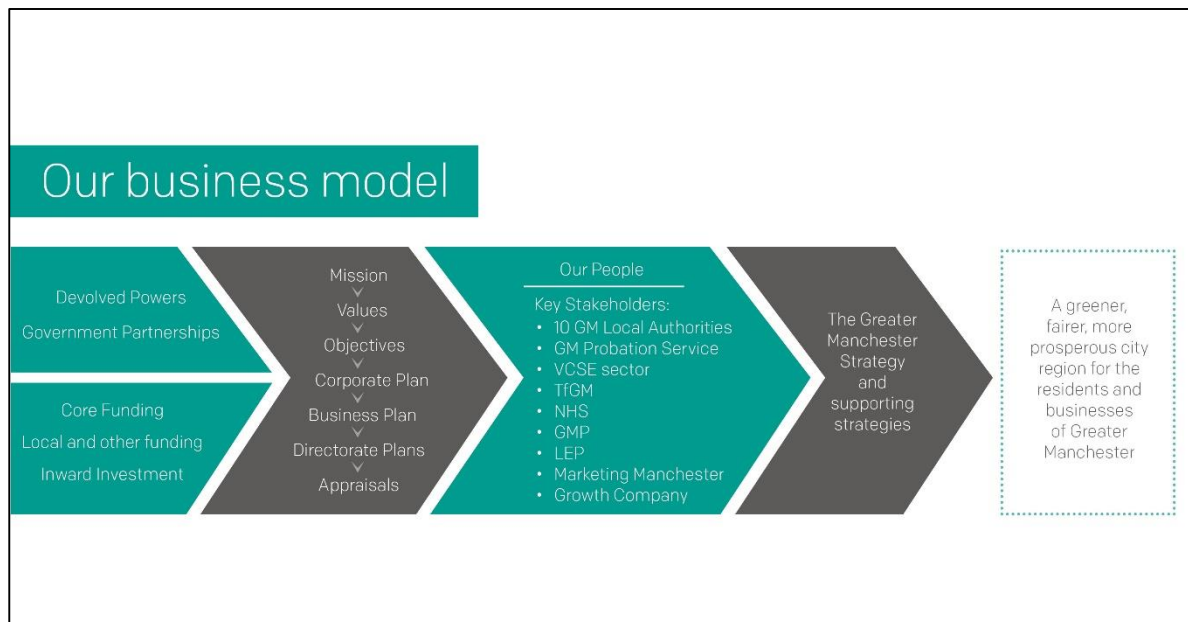 Our business model
Devolved Powers
Government Partnerships
Core Funding
Local and other funding
Inward Investment
Mission
Values
Objectives
Corporate Plan
Business Plan
Directorate Plans
Appraisals
Our People
Key Stakeholders:
• 10 GM Local Authorities
• GM Probation Service
• VCSE sector
• TfGM
• NHS
• GMP
• LEP
• Marketing Manchester
• Growth Company
The Greater
Manchester
Strategy
and
supporting
strategies
A greener,
fairer, more
prosperous city
region for the
residents and
businesses
of Greater
Manchester